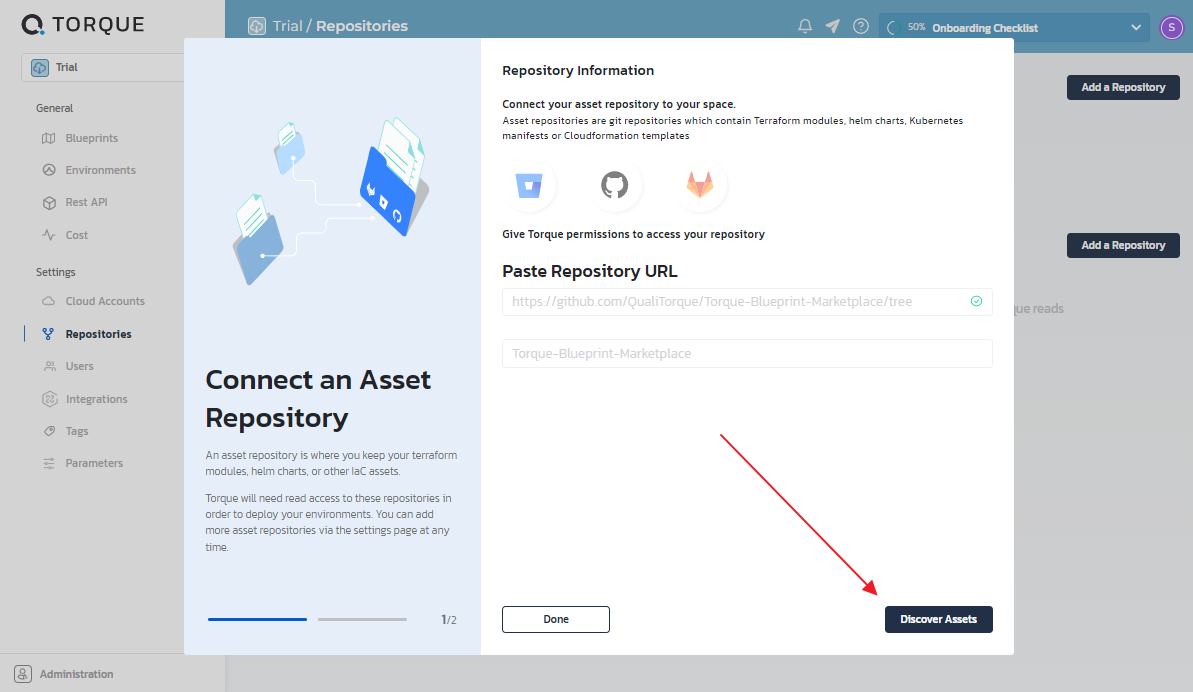 TORQUE
Trial / Repositories
50% Onboarding Checklist
S
Trial
General
Blueprints
Environments
Rest API
Cost
Settings
Cloud Accounts
Repositories
Users
Integrations
Tags
Parameters
Administration
Add a Repository
Add a Repository
que reads
Connect an Asset
Repository
An asset repository is where you keep your terraform
modules, helm charts, or other IaC assets.
Torque will need read access to these repositories in
order to deploy your environments. You can add
more asset repositories via the settings page at any
time.
1/2
Repository Information
Connect your asset repository to your space.
Asset repositories are git repositories which contain Terraform modules, helm charts, Kubernetes
manifests or Cloudformation templates
Give Torque permissions to access your repository
Paste Repository URL
https://github.com/QualiTorque/Torque-Blueprint-Marketplace/tree
Torque-Blueprint-Marketplace
Done
Discover Assets